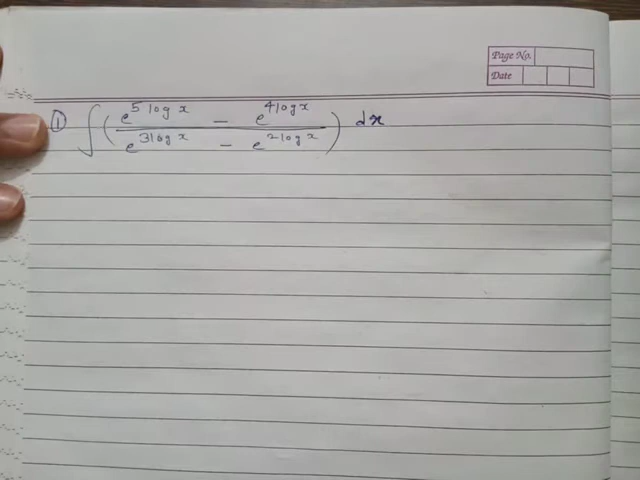 Page No.
Date
① ∫ ( (e^{5 log x} - e^{4 log x}) / (e^{3 log x} - e^{2 log x}) ) dx